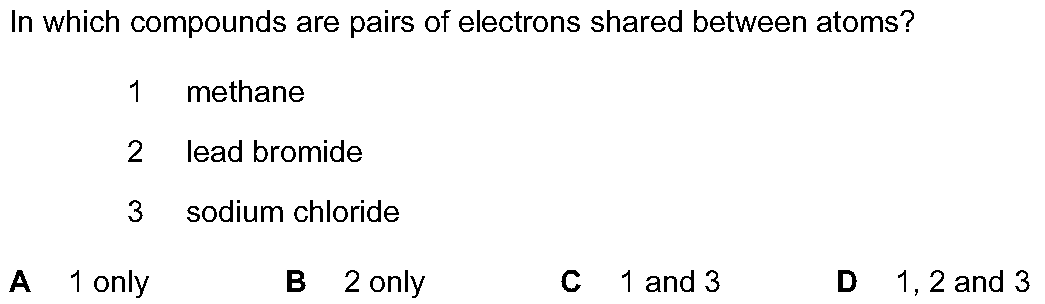 In which compounds are pairs of electrons shared between atoms?
1 methane
2 lead bromide
3 sodium chloride
A 1 only B 2 only C 1 and 3 D 1, 2 and 3